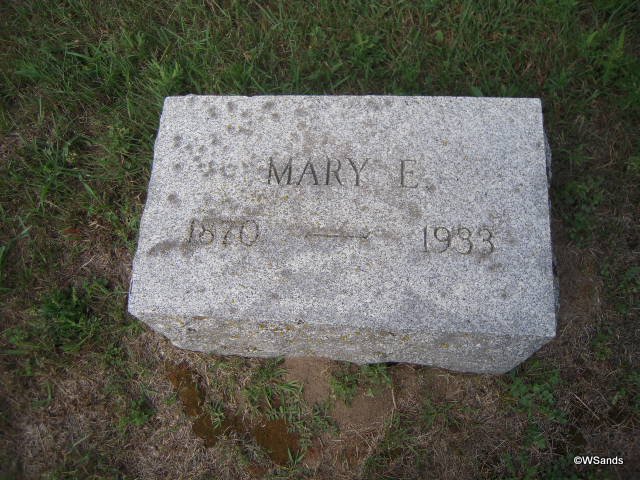 MARY E.
1870 — 1933
©WSands